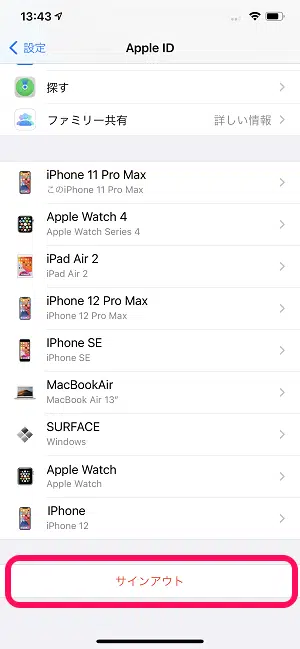 13:43
設定
Apple ID
探す
ファミリー共有 詳しい情報
iPhone 11 Pro Max
このiPhone 11 Pro Max
Apple Watch 4
Apple Watch Series 4
iPad Air 2
iPad Air 2
iPhone 12 Pro Max
iPhone 12 Pro Max
IPhone SE
iPhone SE
MacBookAir
MacBook Air 13"
SURFACE
Windows
Apple Watch
Apple Watch
IPhone
iPhone 12
サインアウト